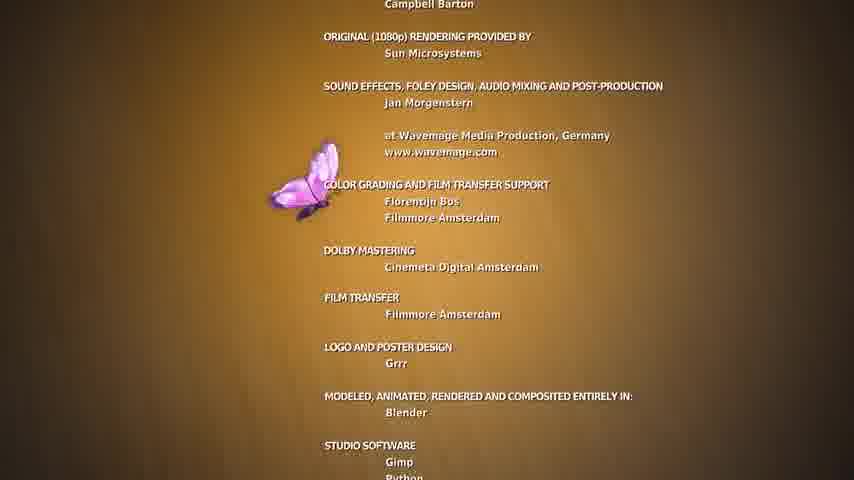 Campbell Barton
ORIGINAL (1080p) RENDERING PROVIDED BY
Sun Microsystems
SOUND EFFECTS, FOLEY DESIGN, AUDIO MIXING AND POST-PRODUCTION
Jan Morgenstern
at Wavemage Media Production, Germany
www.wavemage.com
COLOR GRADING AND FILM TRANSFER SUPPORT
Florentijn Bos
Filmmore Amsterdam
DOLBY MASTERING
Cinemeta Digital Amsterdam
FILM TRANSFER
Filmmore Amsterdam
LOGO AND POSTER DESIGN
Grrr
MODELED, ANIMATED, RENDERED AND COMPOSITED ENTIRELY IN:
Blender
STUDIO SOFTWARE
Gimp
Python